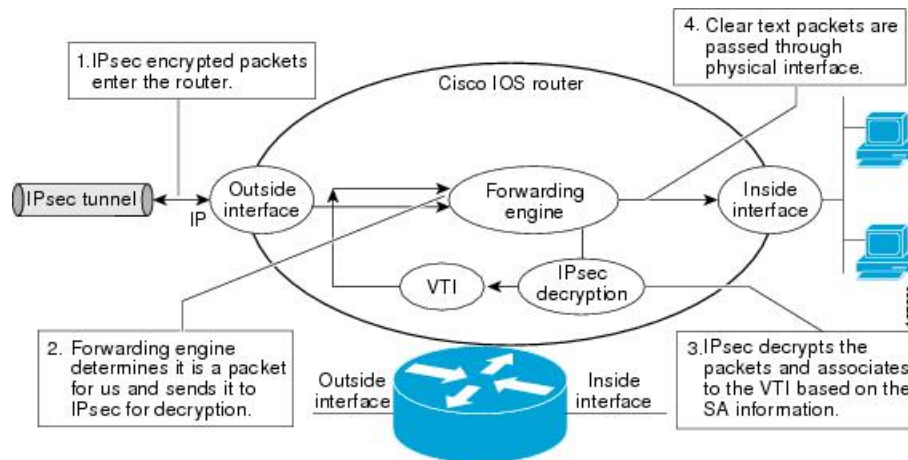 1. IPsec encrypted packets
enter the router.
4. Clear text packets are
passed through
physical interface.
Cisco IOS router
IPsec tunnel
IP
Outside
interface
Forwarding
engine
Inside
interface
VTI
IPsec
decryption
2. Forwarding engine
determines it is a packet
for us and sends it to
IPsec for decryption.
Outside
interface
Inside
interface
3. IPsec decrypts the
packets and associates
to the VTI based on the
SA information.